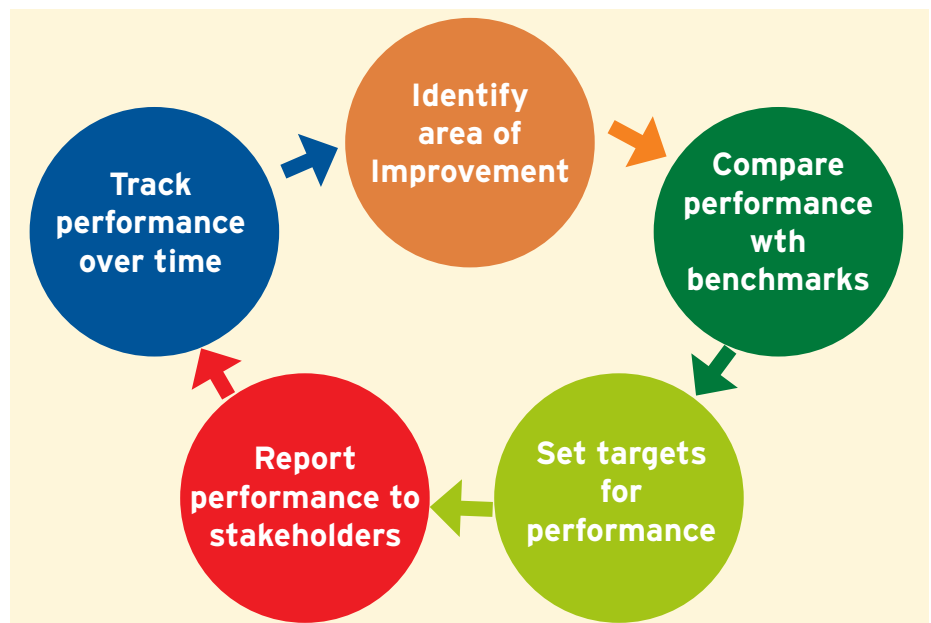 Identify
area of
Improvement
Compare
performance
wth
benchmarks
Set targets
for
performance
Report
performance to
stakeholders
Track
performance
over time